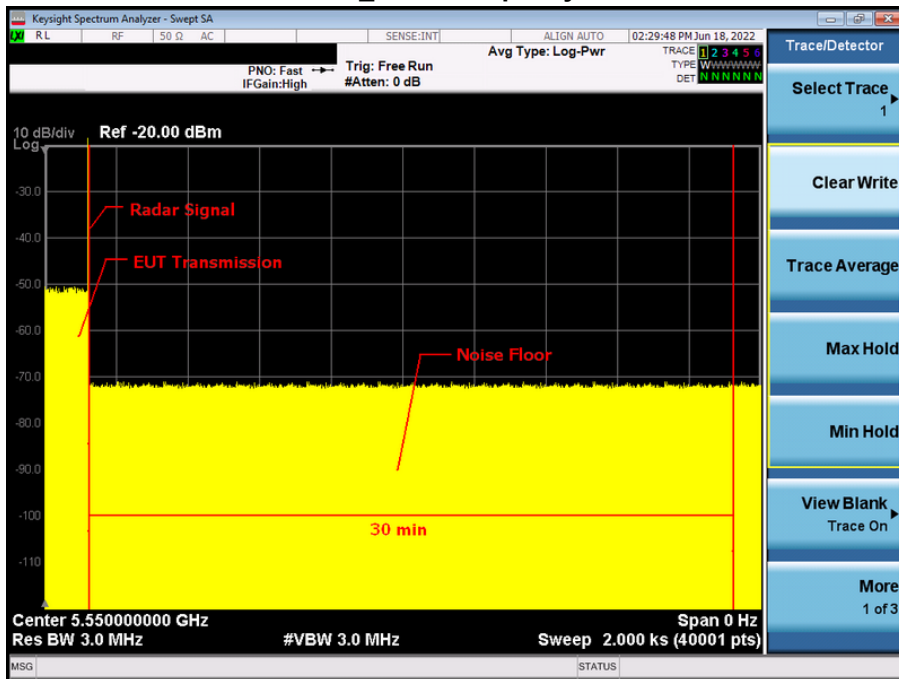 Keysight Spectrum Analyzer - Swept SA
LXI RL RF 50 Ω AC SENSE:INT ALIGN AUTO 02:29:48 PM Jun 18, 2022
Avg Type: Log-Pwr TRACE 1 2 3 4 5 6
PNO: Fast Trig: Free Run TYPE WWWWWW
IFGain:High #Atten: 0 dB DET N N N N N N
10 dB/div Ref -20.00 dBm
Log
-30.0
-40.0
-50.0
-60.0
-70.0
-80.0
-90.0
-100
-110
Radar Signal
EUT Transmission
Noise Floor
30 min
Center 5.550000000 GHz Span 0 Hz
Res BW 3.0 MHz #VBW 3.0 MHz Sweep 2.000 ks (40001 pts)
MSG STATUS
Trace/Detector
Select Trace
1
Clear Write
Trace Average
Max Hold
Min Hold
View Blank
Trace On
More
1 of 3